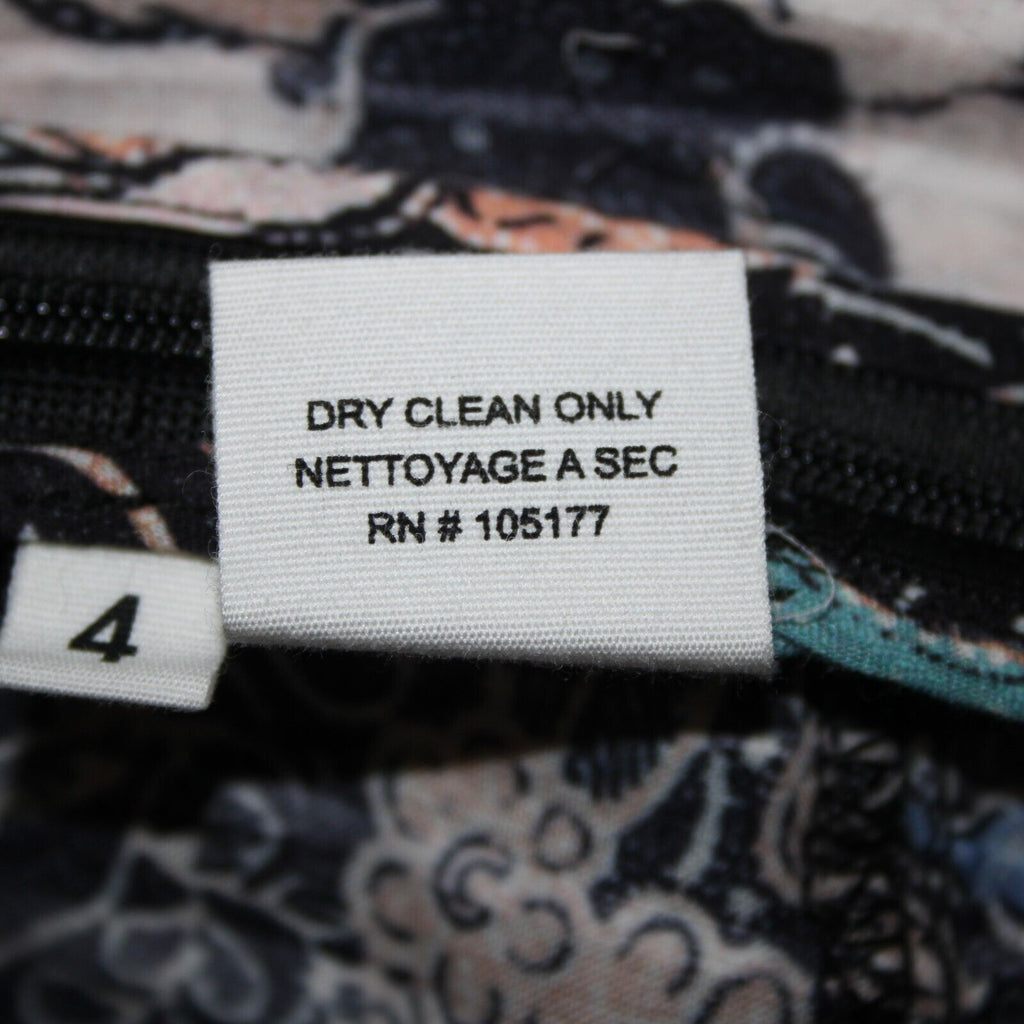 DRY CLEAN ONLY
NETTOYAGE A SEC
RN # 105177
4